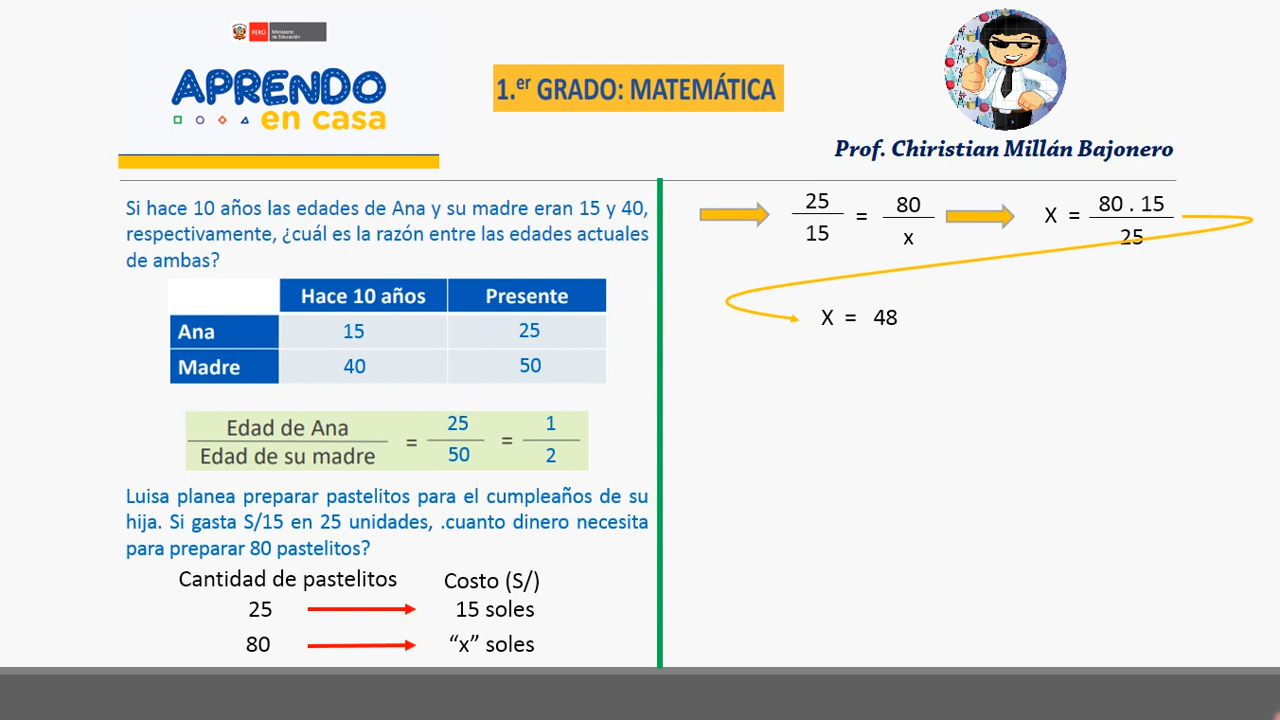 PERÚ Ministerio
de Educación
APRENDO
en casa
1.er GRADO: MATEMÁTICA
Prof. Chiristian Millán Bajonero
Si hace 10 años las edades de Ana y su madre eran 15 y 40,
respectivamente, ¿cuál es la razón entre las edades actuales
de ambas?
Hace 10 años Presente
Ana 15 25
Madre 40 50
Edad de Ana
Edad de su madre
=
25
50
=
1
2
Luisa planea preparar pastelitos para el cumpleaños de su
hija. Si gasta S/15 en 25 unidades, .cuanto dinero necesita
para preparar 80 pastelitos?
Cantidad de pastelitos Costo (S/)
25 15 soles
80 “x” soles
25
15
=
80
x
X =
80 . 15
25
X = 48